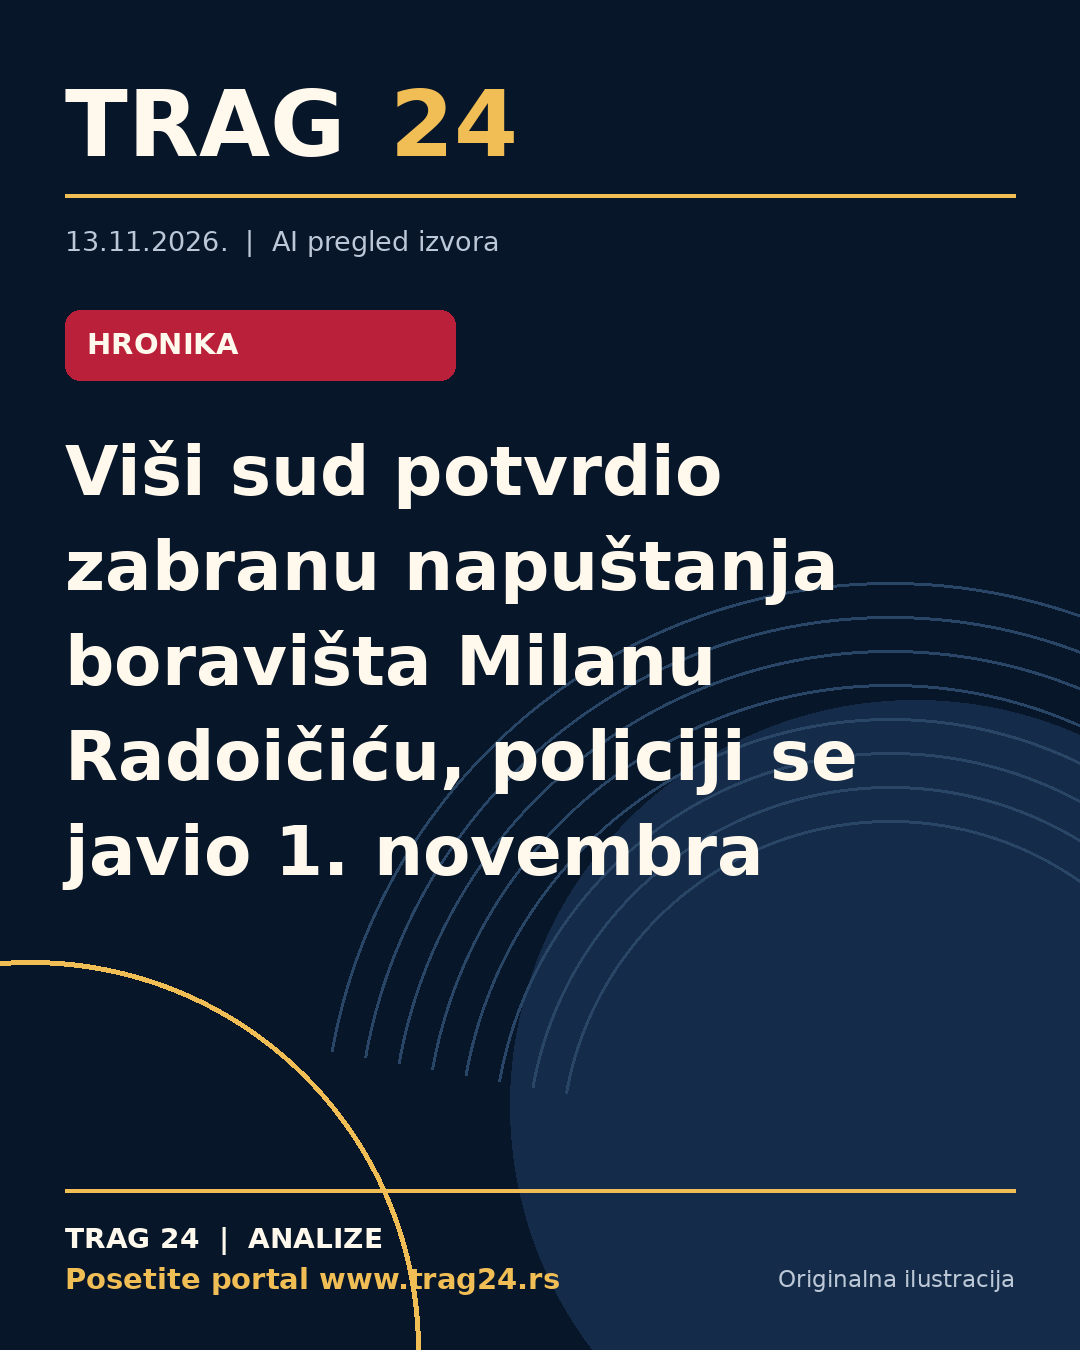 TRAG 24
13.11.2026. | AI pregled izvora
HRONIKA
Viši sud potvrdio
zabranu napuštanja
boravišta Milanu
Radoičiću, policiji se
javio 1. novembra
TRAG 24 | ANALIZE
Posetite portal www.trag24.rs
Originalna ilustracija